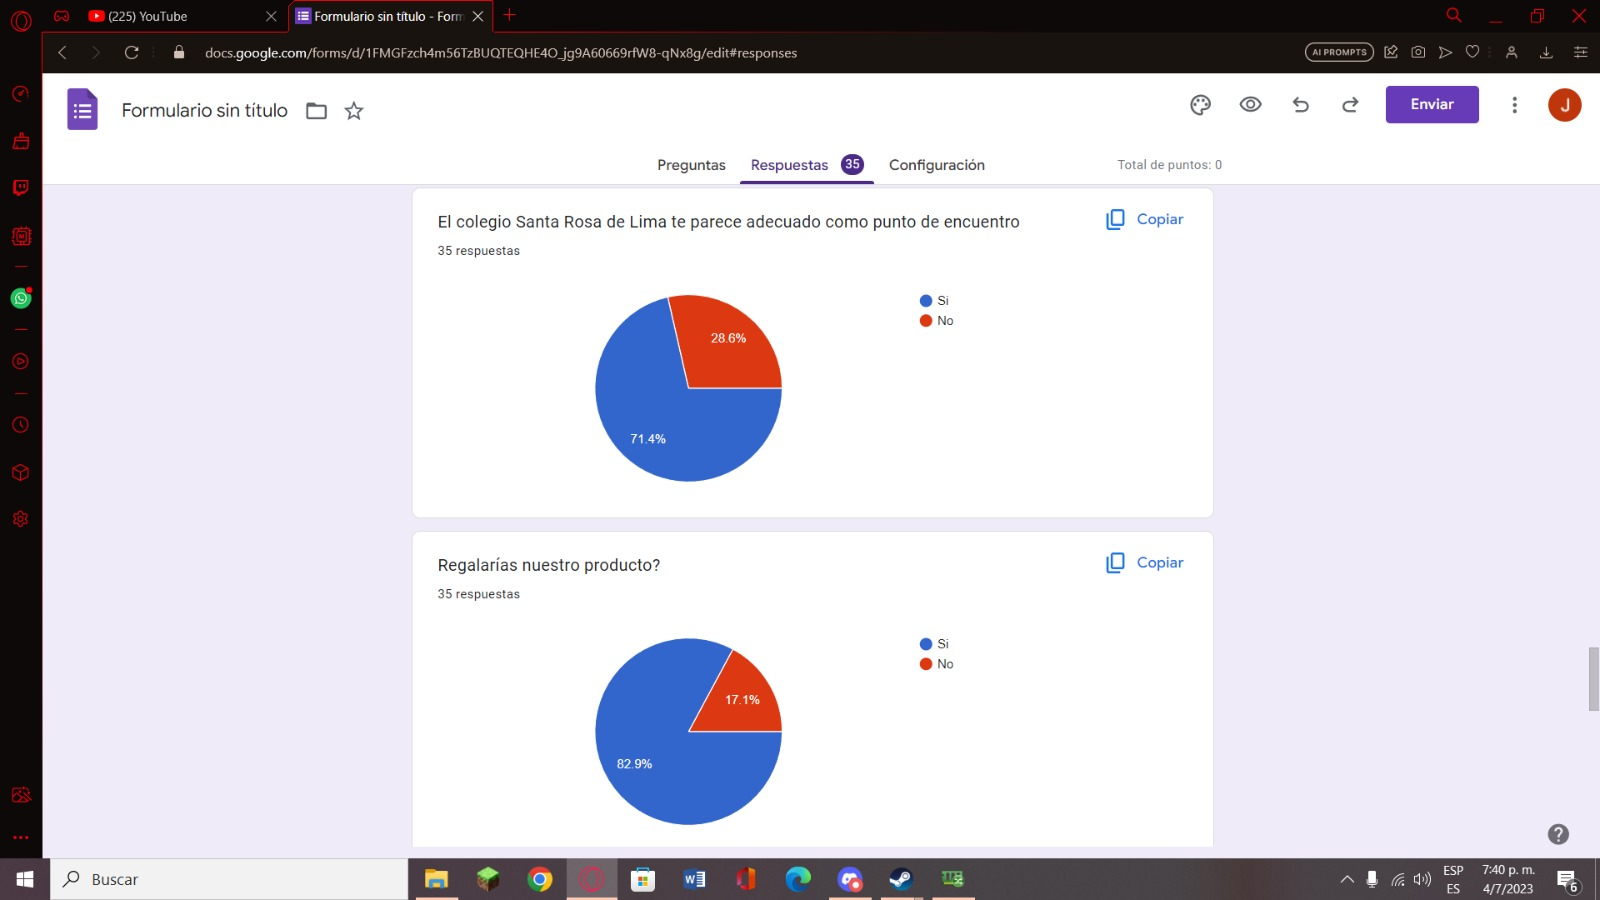 (225) YouTube
Formulario sin título - Form
docs.google.com/forms/d/1FMGFzch4m56TzBUQTEQHE4O_jg9A60669rfW8-qNx8g/edit#responses
AI PROMPTS
Formulario sin título
Enviar
J
Preguntas
Respuestas 35
Configuración
Total de puntos: 0
El colegio Santa Rosa de Lima te parece adecuado como punto de encuentro
Copiar
35 respuestas
Si
No
28.6%
71.4%
Regalarías nuestro producto?
Copiar
35 respuestas
Si
No
17.1%
82.9%
Buscar
ESP
ES
7:40 p. m.
4/7/2023
6